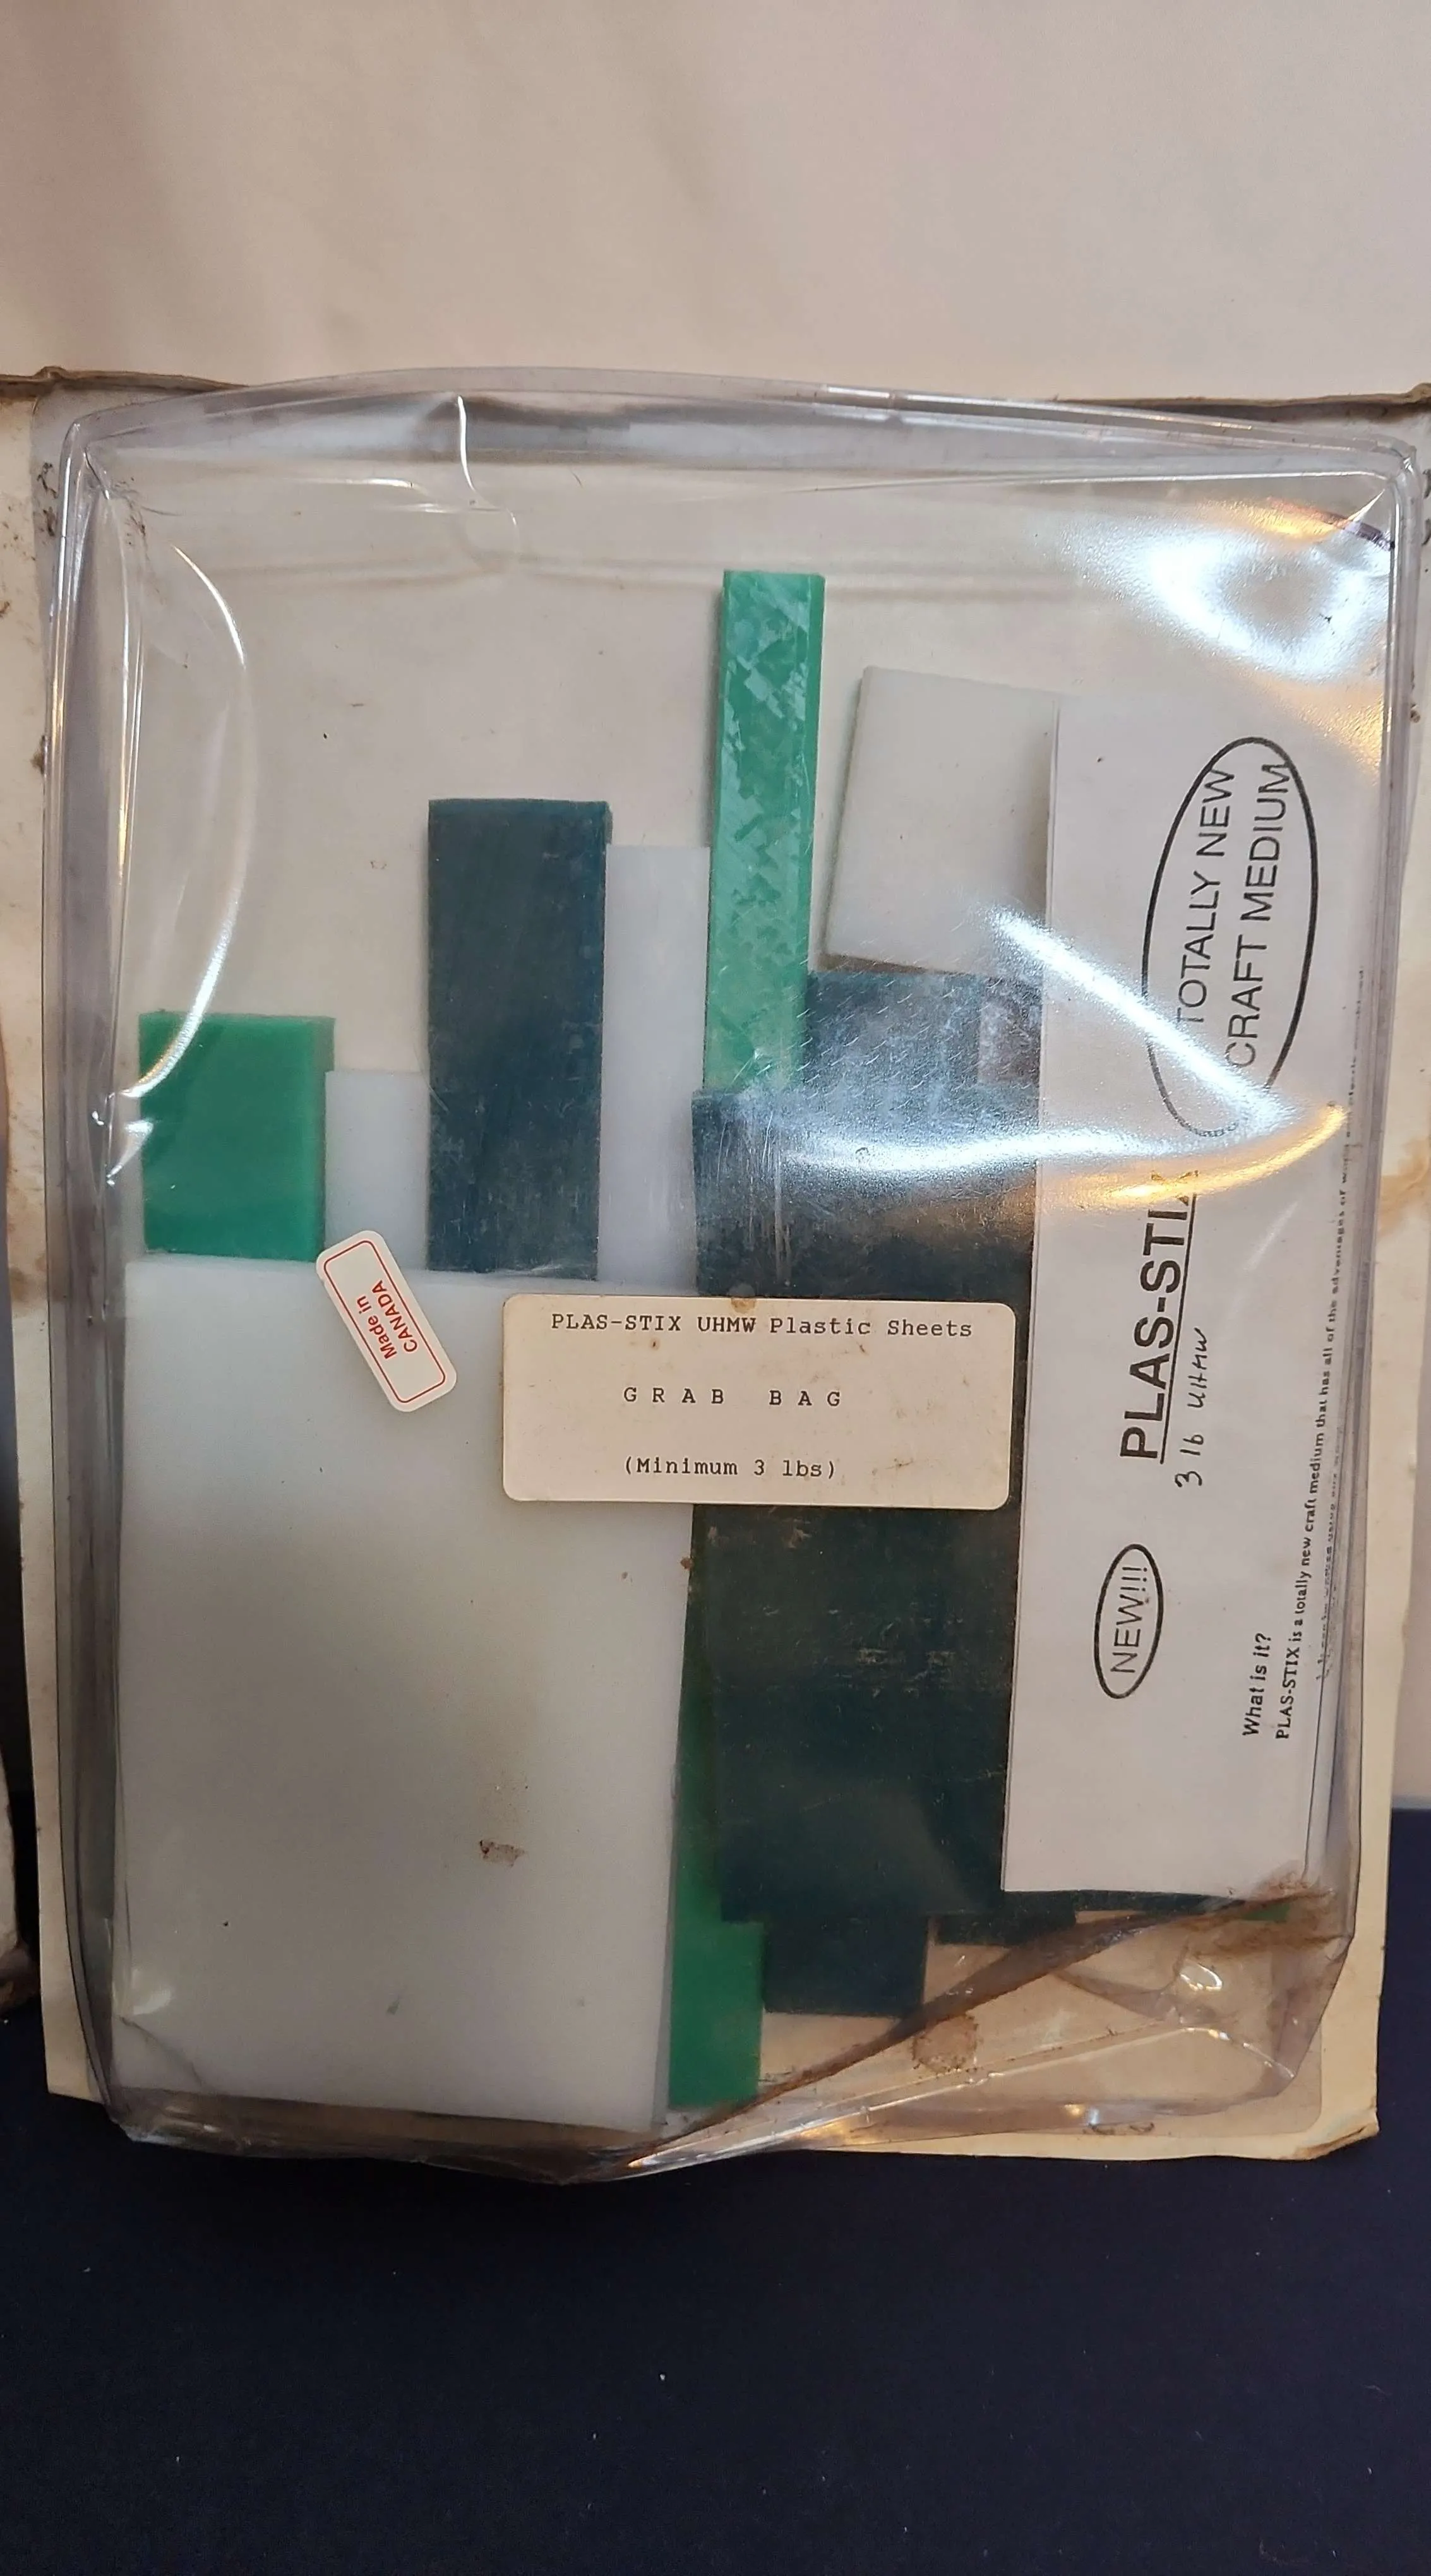 Made in
CANADA
PLAS-STIX UHMW Plastic Sheets
GRAB BAG
(Minimum 3 lbs)
NEW!!!
PLAS-STIX
3 lb UHMW
TOTALLY NEW
CRAFT MEDIUM
What is it?
PLAS-STIX is a totally new craft medium that has all of the advantages of